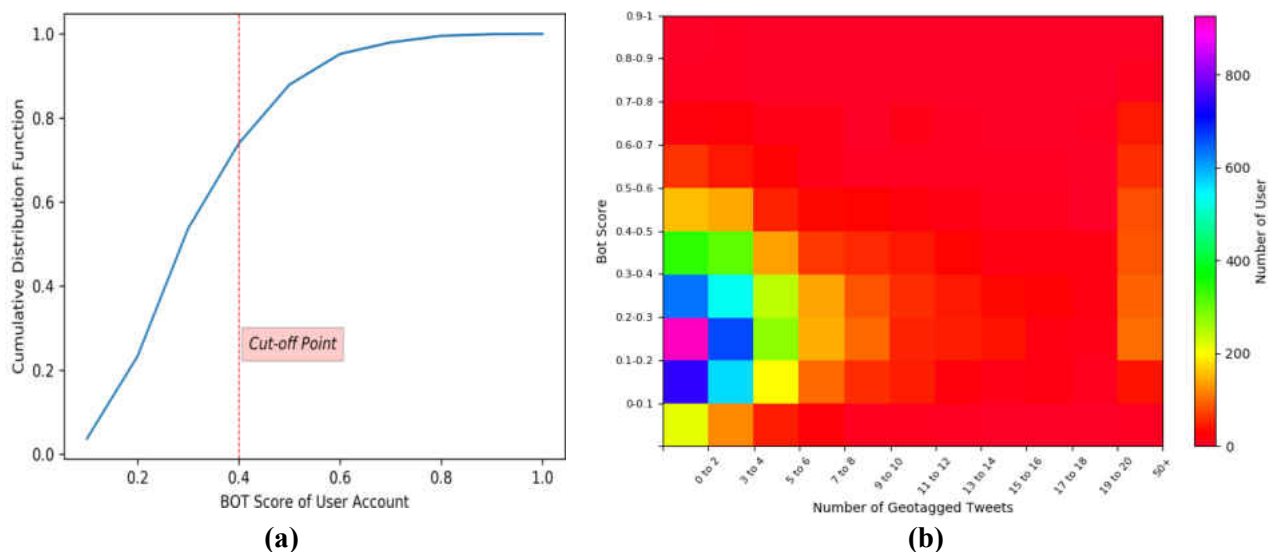 1.0
0.8
0.6
0.4
0.2
0.0
Cumulative Distribution Function
Cut-off Point
0.2 0.4 0.6 0.8 1.0
BOT Score of User Account
(a)
0.9-1
0.8-0.9
0.7-0.8
0.6-0.7
0.5-0.6
0.4-0.5
0.3-0.4
0.2-0.3
0.1-0.2
0-0.1
Bot Score
0 to 2 3 to 4 5 to 6 7 to 8 9 to 10 11 to 12 13 to 14 15 to 16 17 to 18 19 to 20 50+
Number of Geotagged Tweets
800
600
400
200
0
Number of User
(b)